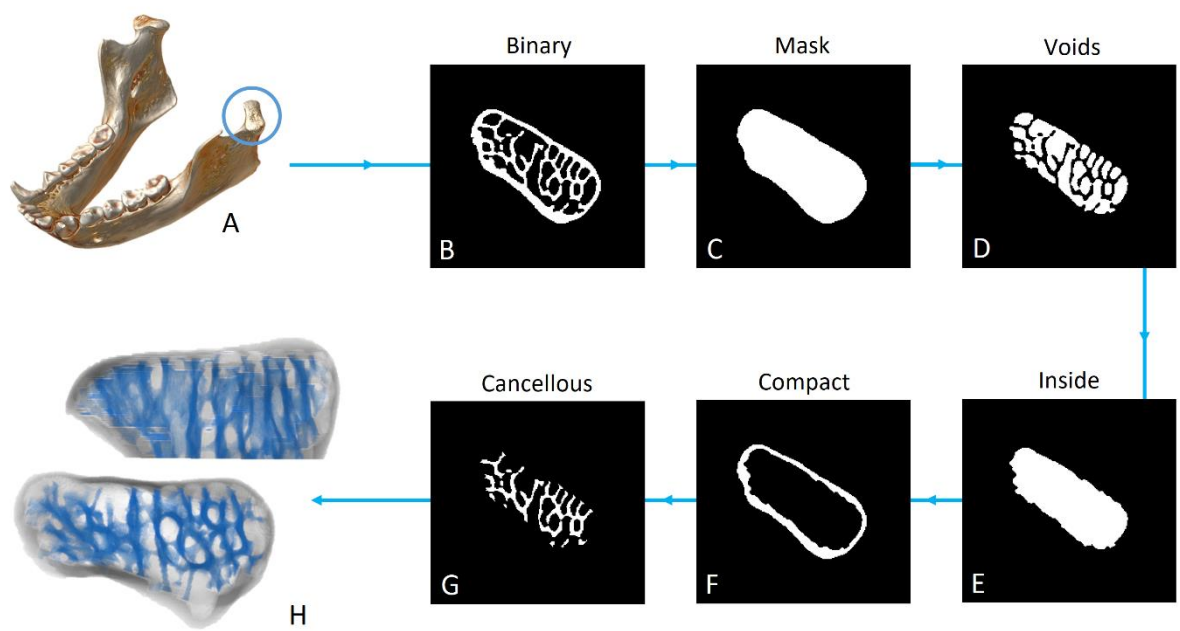 Binary
Mask
Voids
A
B
C
D
Cancellous
Compact
Inside
H
G
F
E